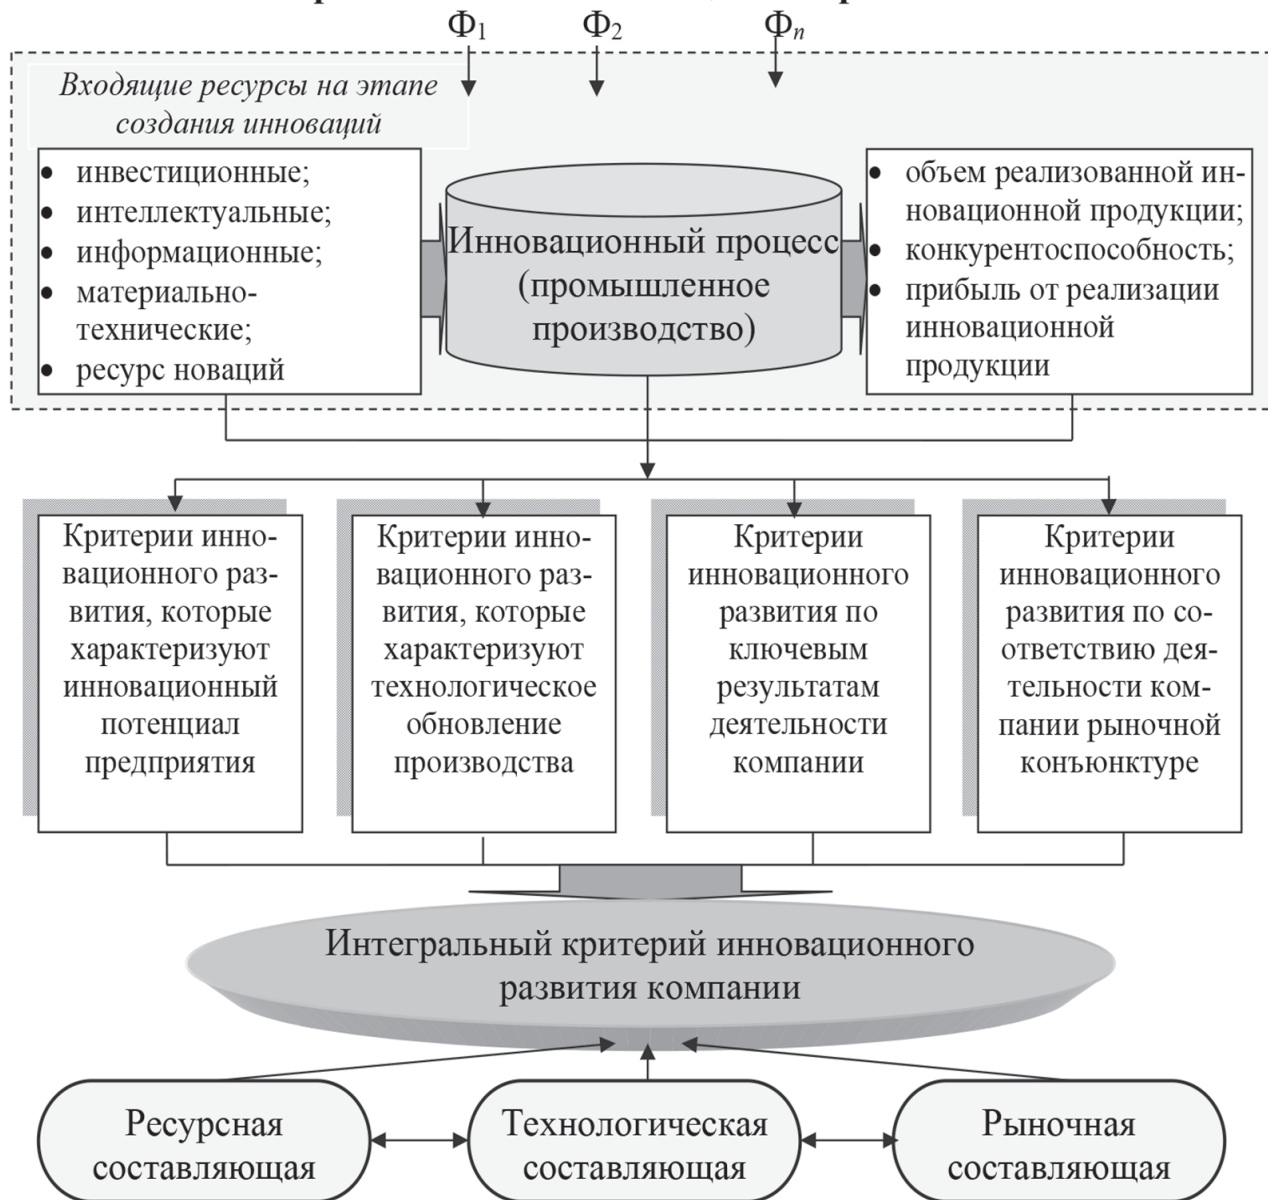 Ф1 Ф2 Фn
Входящие ресурсы на этапе
создания инноваций
• инвестиционные;
• интеллектуальные;
• информационные;
• материально-
технические;
• ресурс новаций
Инновационный процесс
(промышленное
производство)
• объем реализованной ин-
новационной продукции;
• конкурентоспособность;
• прибыль от реализации
инновационной
продукции
Критерии инно-
вационного раз-
вития, которые
характеризуют
инновационный
потенциал
предприятия
Критерии инно-
вационного раз-
вития, которые
характеризуют
технологическое
обновление
производства
Критерии
инновационного
развития по
ключевым
результатам
деятельности
компании
Критерии
инновационного
развития по со-
ответствию дея-
тельности ком-
пании рыночной
конъюнктуре
Интегральный критерий инновационного
развития компании
Ресурсная
составляющая
Технологическая
составляющая
Рыночная
составляющая